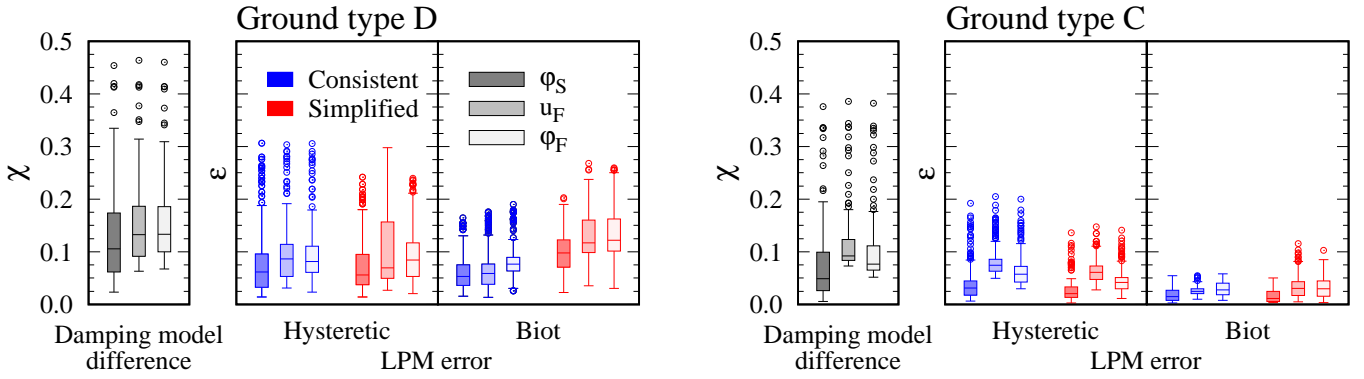 Ground type D
0.5
0.4
0.3
0.2
0.1
0.0
χ
ε
Consistent
Simplified
φS
uF
φF
Damping model
difference
Hysteretic
Biot
LPM error
Ground type C
0.5
0.4
0.3
0.2
0.1
0.0
χ
ε
Damping model
difference
Hysteretic
Biot
LPM error